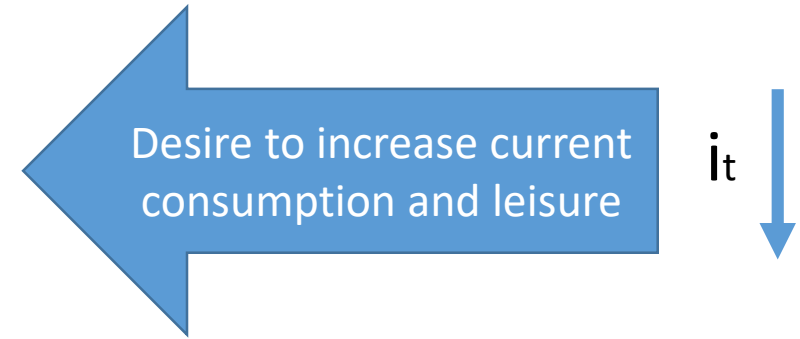 Desire to increase current
consumption and leisure
it